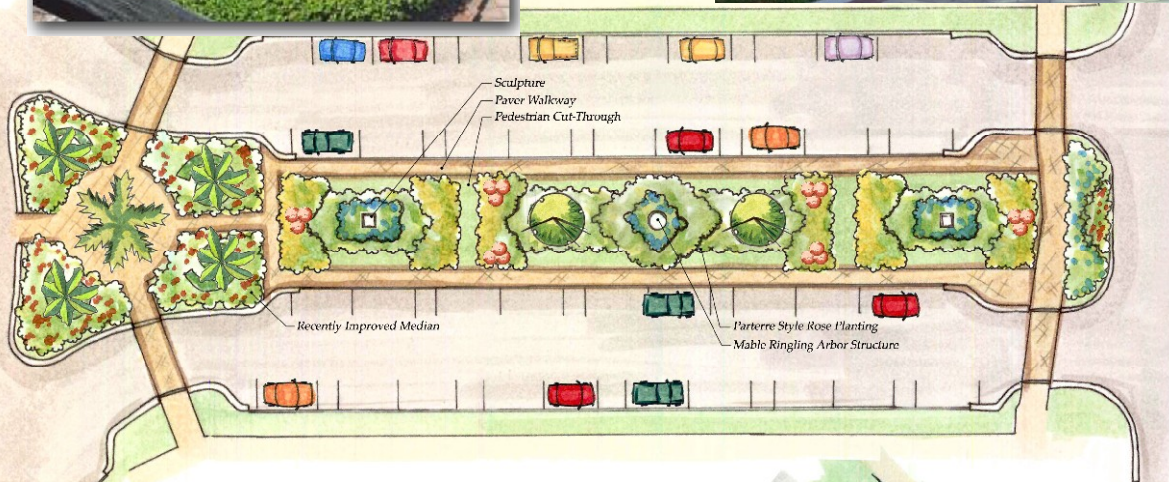 Sculpture
Paver Walkway
Pedestrian Cut-Through
Recently Improved Median
Parterre Style Rose Planting
Mable Ringling Arbor Structure